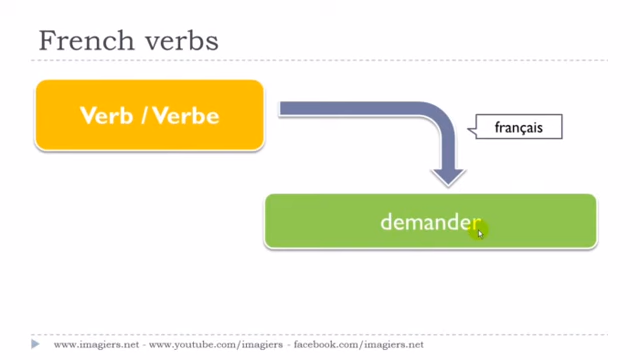 French verbs
Verb / Verbe
français
demander
www.imagiers.net - www.youtube.com/imagiers - facebook.com/imagiers.net